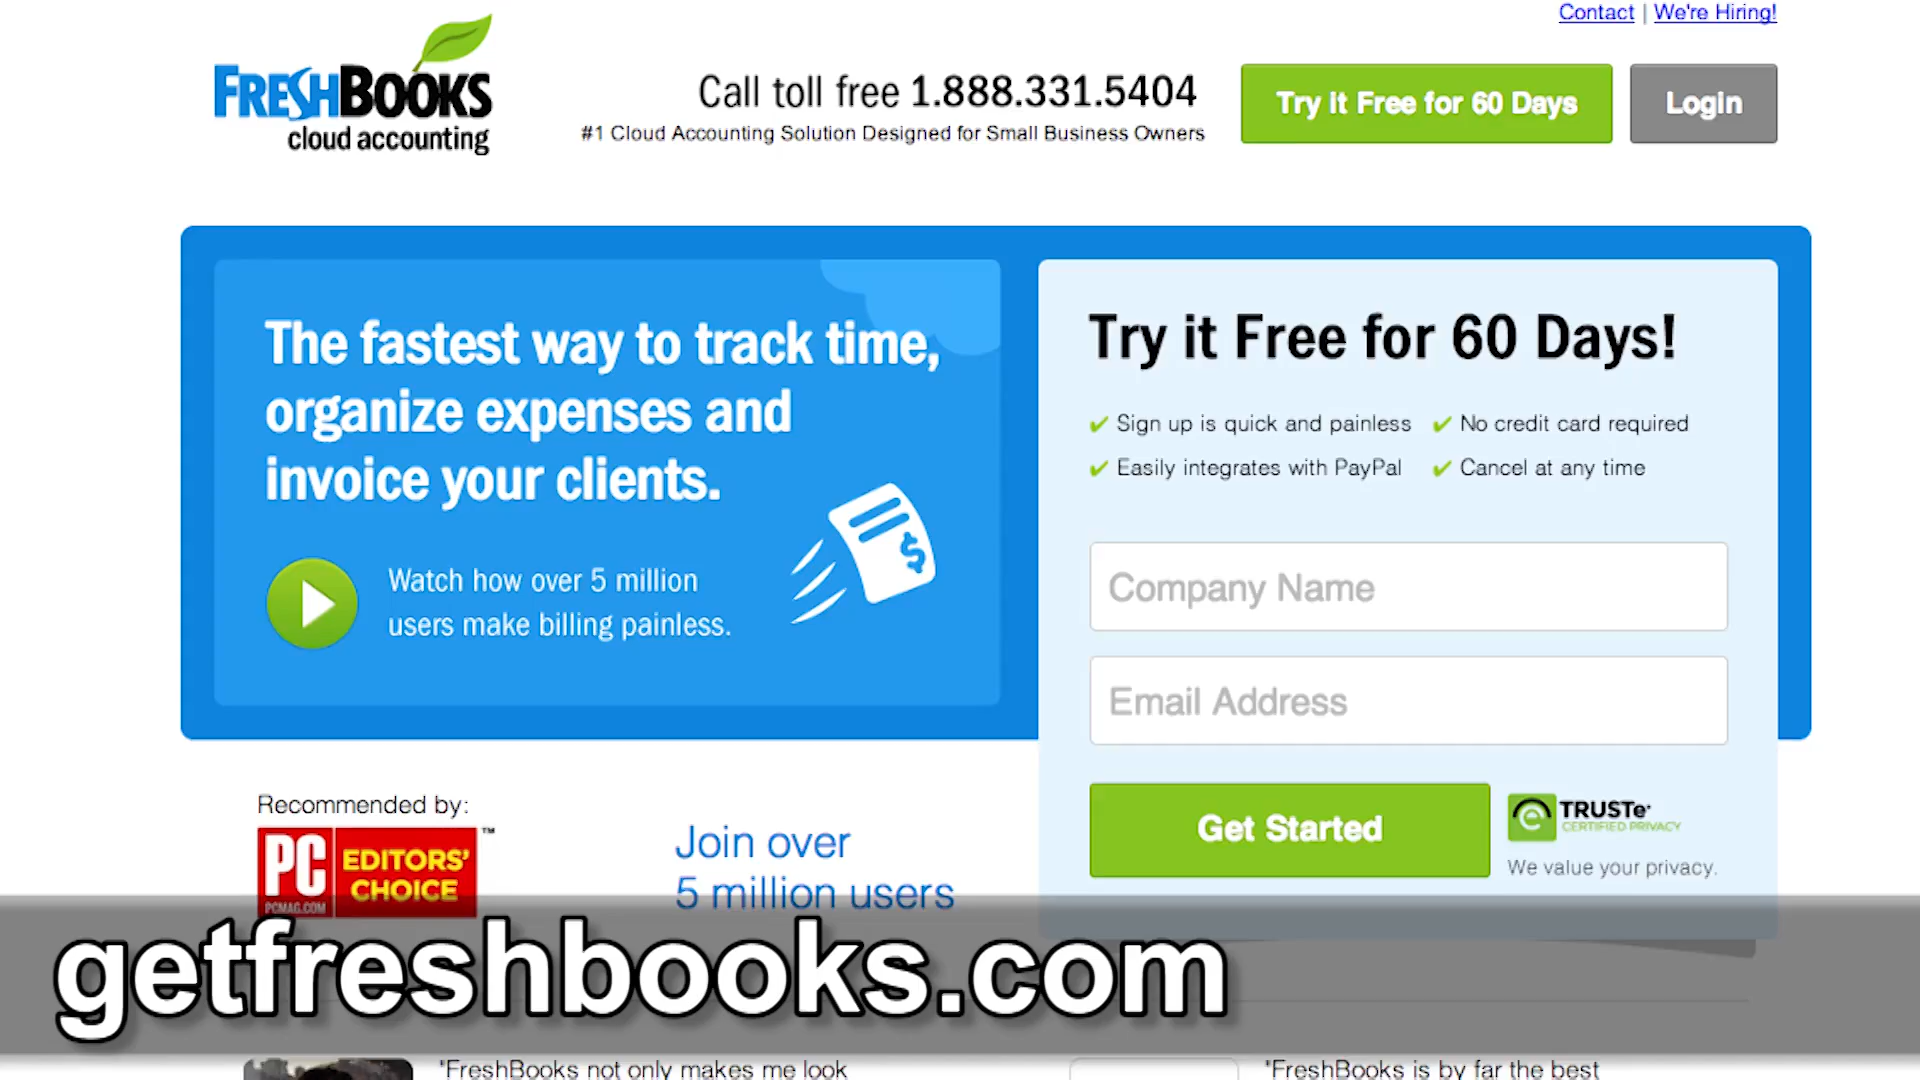 Contact | We're Hiring!
FRESHBOOKS
cloud accounting
Call toll free 1.888.331.5404
#1 Cloud Accounting Solution Designed for Small Business Owners
Try it Free for 60 Days
Login
The fastest way to track time,
organize expenses and
invoice your clients.
Watch how over 5 million
users make billing painless.
$
Try it Free for 60 Days!
✔ Sign up is quick and painless ✔ No credit card required
✔ Easily integrates with PayPal ✔ Cancel at any time
Company Name
Email Address
Get Started
e TRUSTe
CERTIFIED PRIVACY
We value your privacy.
Recommended by:
PC
PCMAG.COM
EDITORS'
CHOICE
™
Join over
5 million users
getfreshbooks.com
"FreshBooks not only makes me look
"FreshBooks is by far the best